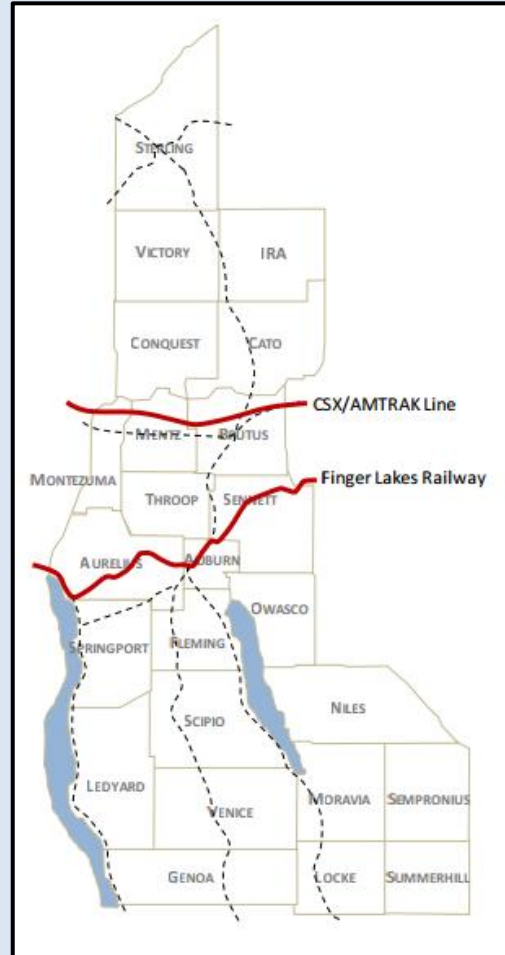 STERLING
VICTORY
IRA
CONQUEST
CATO
CSX/AMTRAK Line
MENTZ
BRUTUS
MONTEZUMA
Finger Lakes Railway
THROOP
SENNETT
AURELIUS
AUBURN
OWASCO
SPRINGPORT
FLEMING
NILES
SCIPIO
LEDYARD
VENICE
MORAVIA
SEMPRONIUS
GENOA
LOCKE
SUMMERHILL